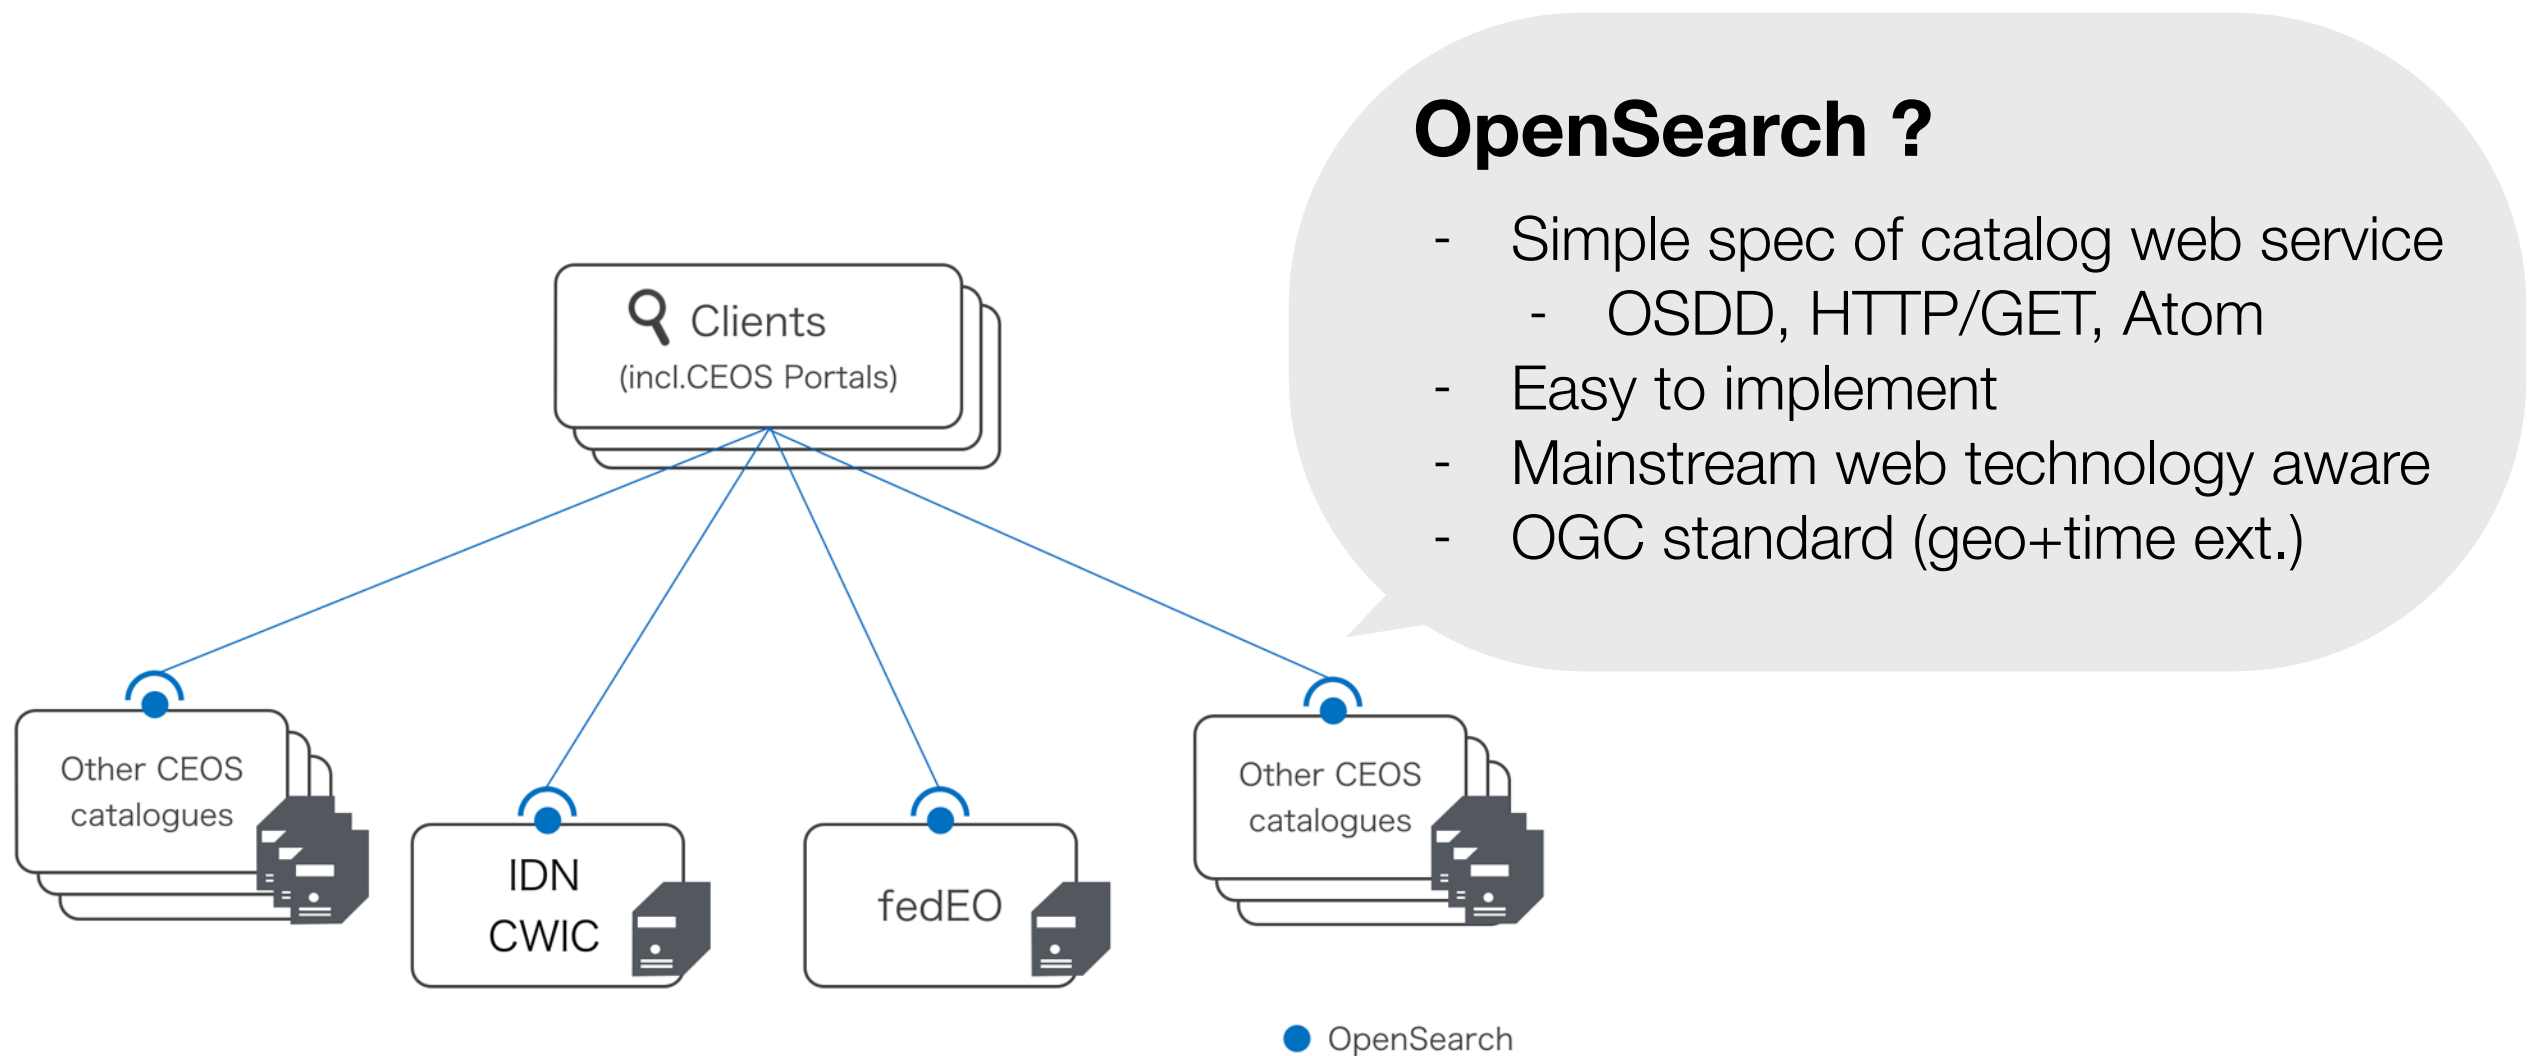 OpenSearch ?
- Simple spec of catalog web service
- OSDD, HTTP/GET, Atom
- Easy to implement
- Mainstream web technology aware
- OGC standard (geo+time ext.)
Clients
(incl.CEOS Portals)
Other CEOS
catalogues
IDN
CWIC
fedEO
Other CEOS
catalogues
OpenSearch